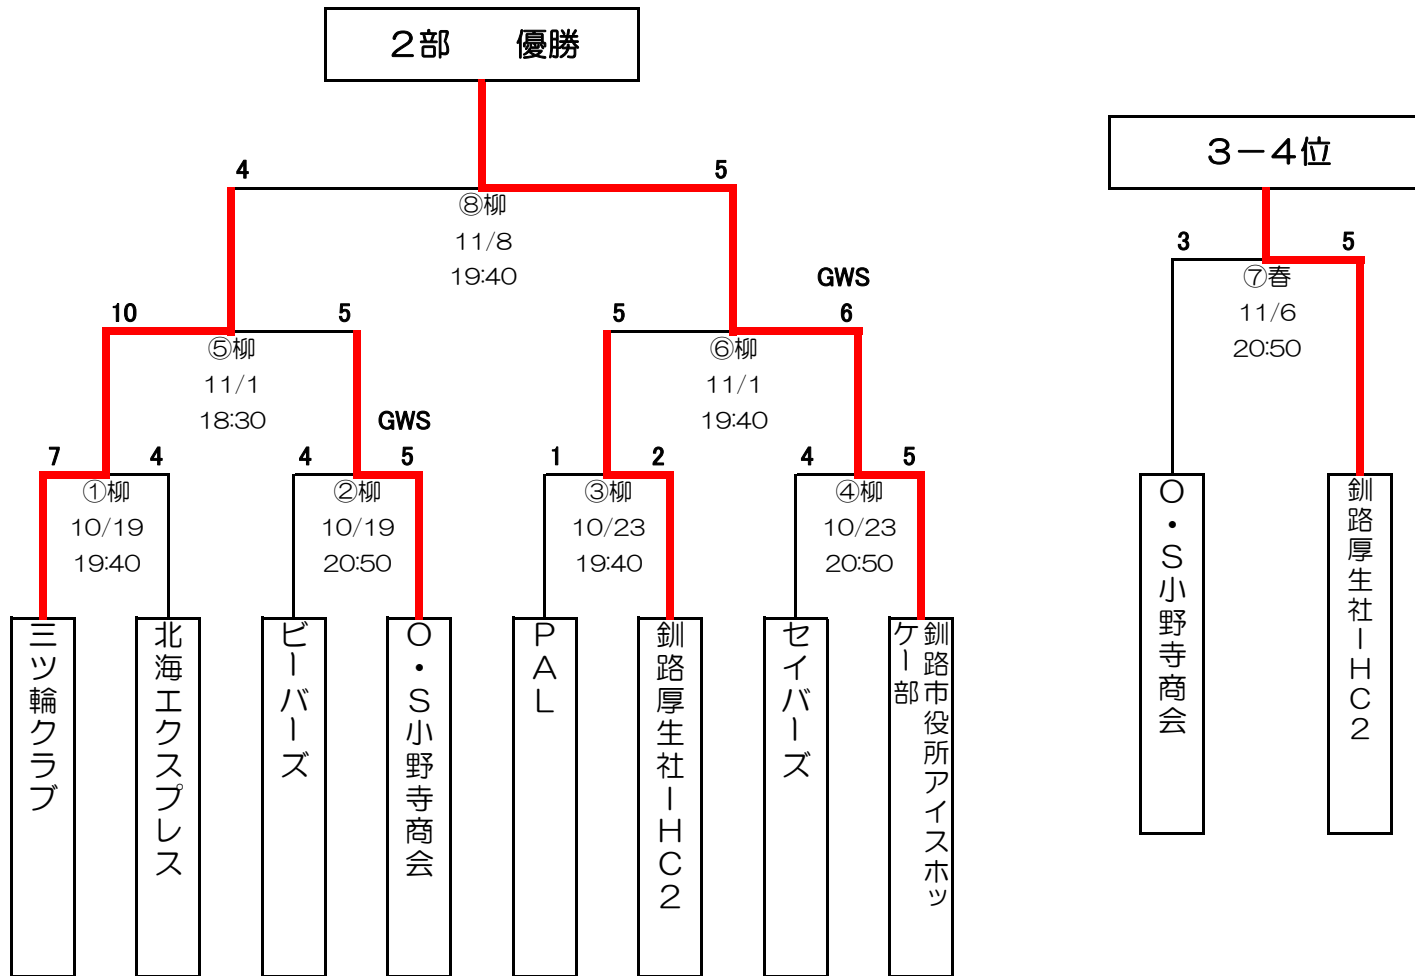 ２部　　優勝
3－4位
4
5
⑧柳
11/8
19:40
3
5
⑦春
11/6
20:50
GWS
10
5
5
6
⑤柳
11/1
18:30
⑥柳
11/1
19:40
GWS
7
4
4
5
1
2
4
5
①柳
10/19
19:40
②柳
10/19
20:50
③柳
10/23
19:40
④柳
10/23
20:50
三ツ輪クラブ
北海エクスプレス
ビーバーズ
Ｏ・Ｓ小野寺商会
ＰＡＬ
釧路厚生社ＩＨＣ２
セイバーズ
釧路市役所アイスホッ
ケー部
Ｏ・Ｓ小野寺商会
釧路厚生社ＩＨＣ２